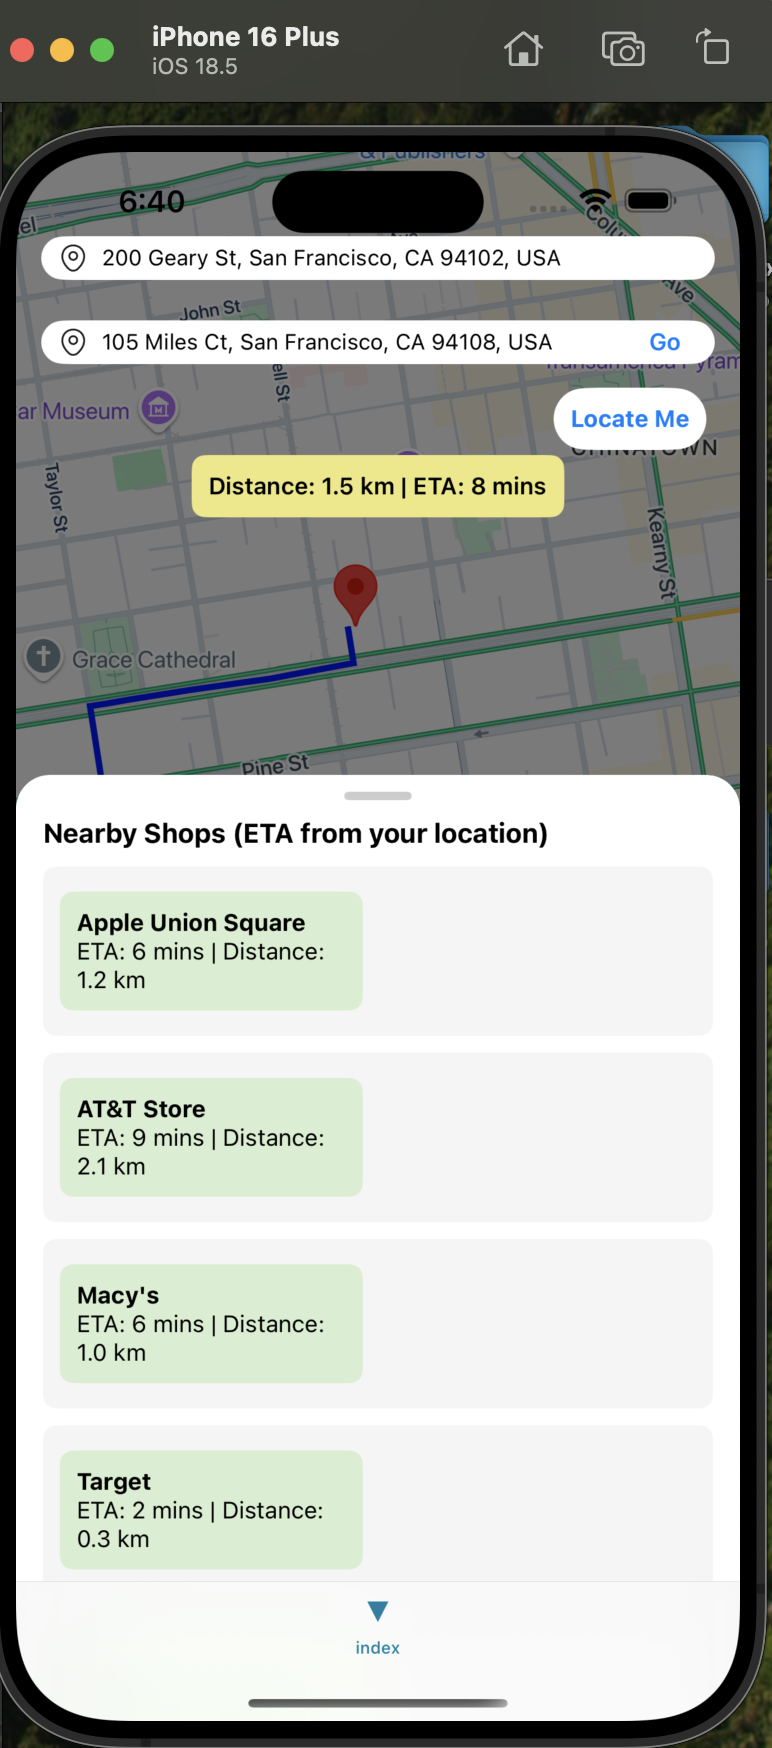 iPhone 16 Plus
iOS 18.5
& Publishers
6:40
200 Geary St, San Francisco, CA 94102, USA
John St
105 Miles Ct, San Francisco, CA 94108, USA
Go
Transamerica Pyram
ar Museum
Locate Me
CHINATOWN
Taylor St
Distance: 1.5 km | ETA: 8 mins
Kearny St
Grace Cathedral
Pine St
Nearby Shops (ETA from your location)
Apple Union Square
ETA: 6 mins | Distance:
1.2 km
AT&T Store
ETA: 9 mins | Distance:
2.1 km
Macy's
ETA: 6 mins | Distance:
1.0 km
Target
ETA: 2 mins | Distance:
0.3 km
index